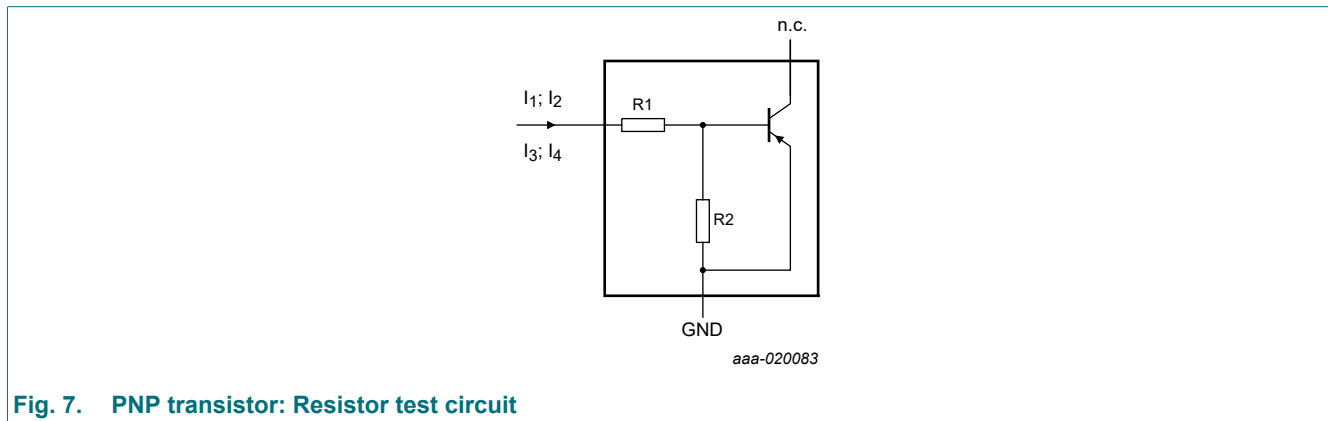 n.c.
I1; I2
R1
I3; I4
R2
GND
aaa-020083
Fig. 7. PNP transistor: Resistor test circuit